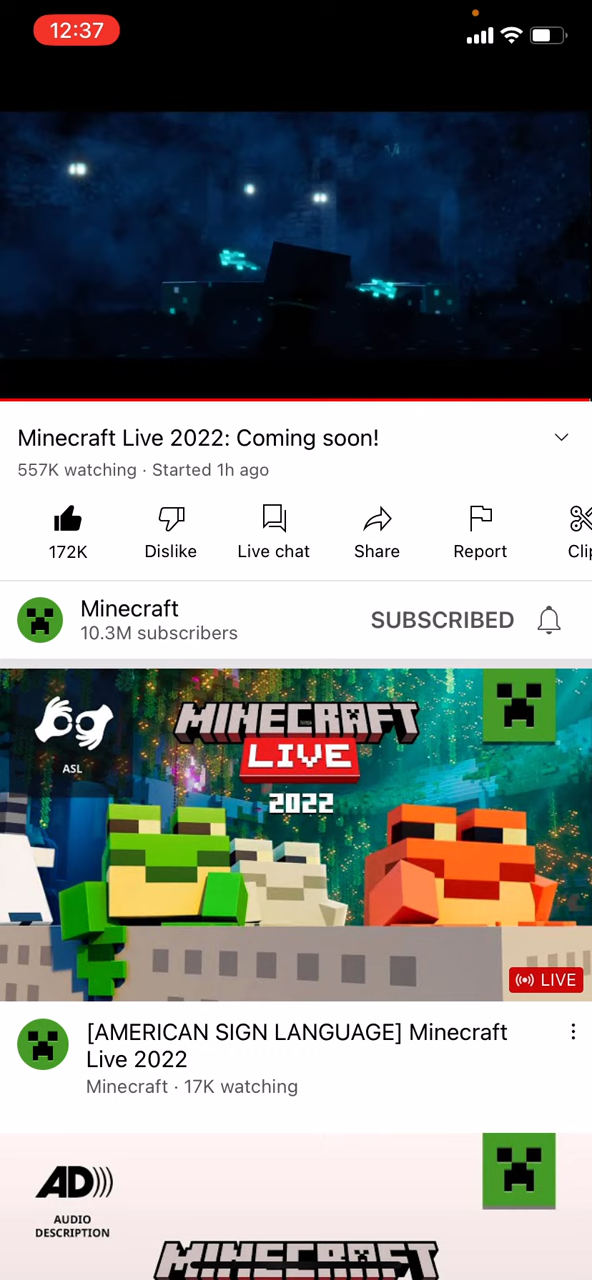 12:37
Minecraft Live 2022: Coming soon!
557K watching · Started 1h ago
172K
Dislike
Live chat
Share
Report
Clip
Minecraft
10.3M subscribers
SUBSCRIBED
ASL
MINECRAFT
LIVE
2022
LIVE
[AMERICAN SIGN LANGUAGE] Minecraft
Live 2022
Minecraft · 17K watching
AD
AUDIO
DESCRIPTION
MINECRAFT